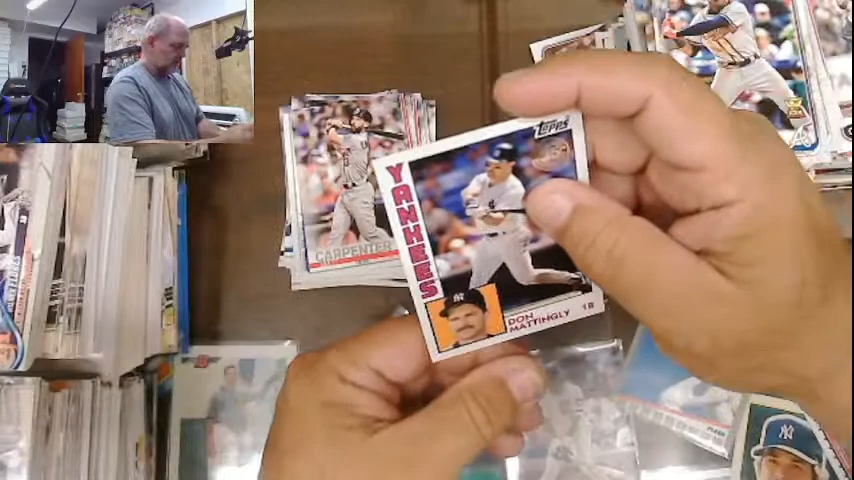 Topps
YANKEES
DON
MATTINGLY 1B
CARPENTER